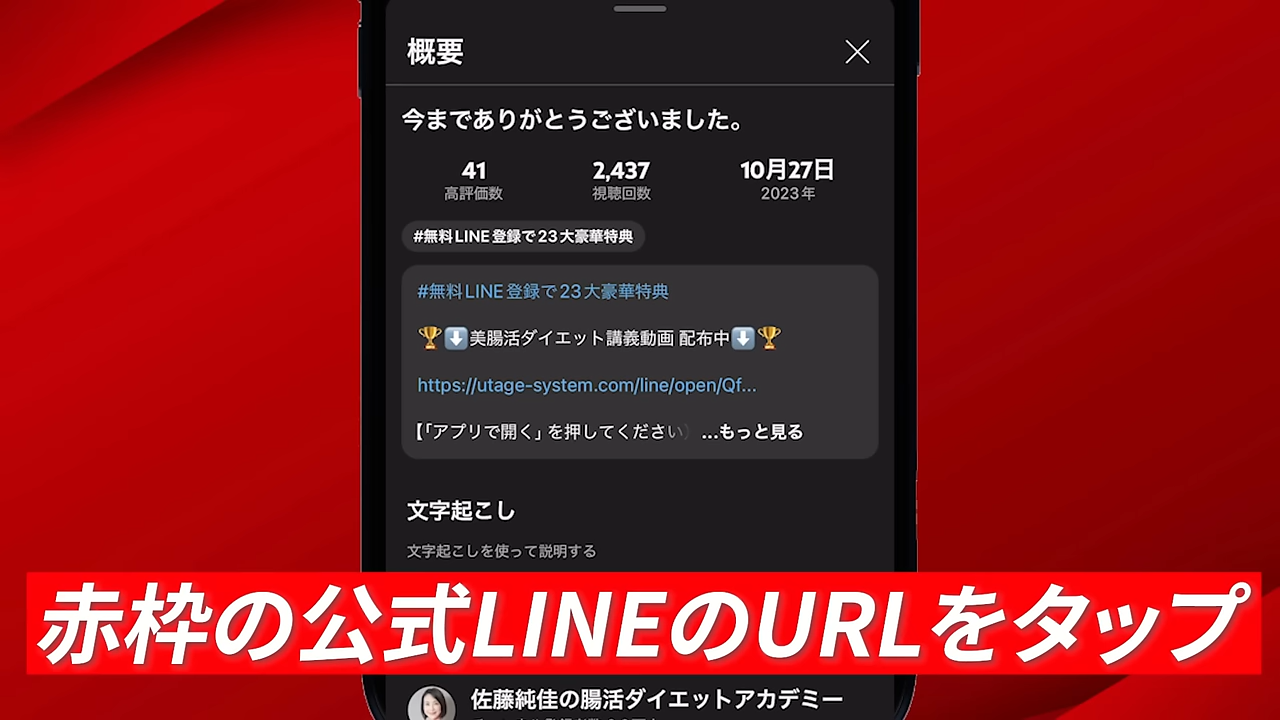 概要
今までありがとうございました。
41 2,437 10月27日
高評価数 視聴回数 2023年
#無料LINE登録で23大豪華特典
#無料LINE登録で23大豪華特典
🏆⬇️美腸活ダイエット講義動画 配布中⬇️🏆
https://utage-system.com/line/open/Qf...
【「アプリで開く」を押してください) ...もっと見る
文字起こし
文字起こしを使って説明する
赤枠の公式LINEのURLをタップ
佐藤純佳の腸活ダイエットアカデミー